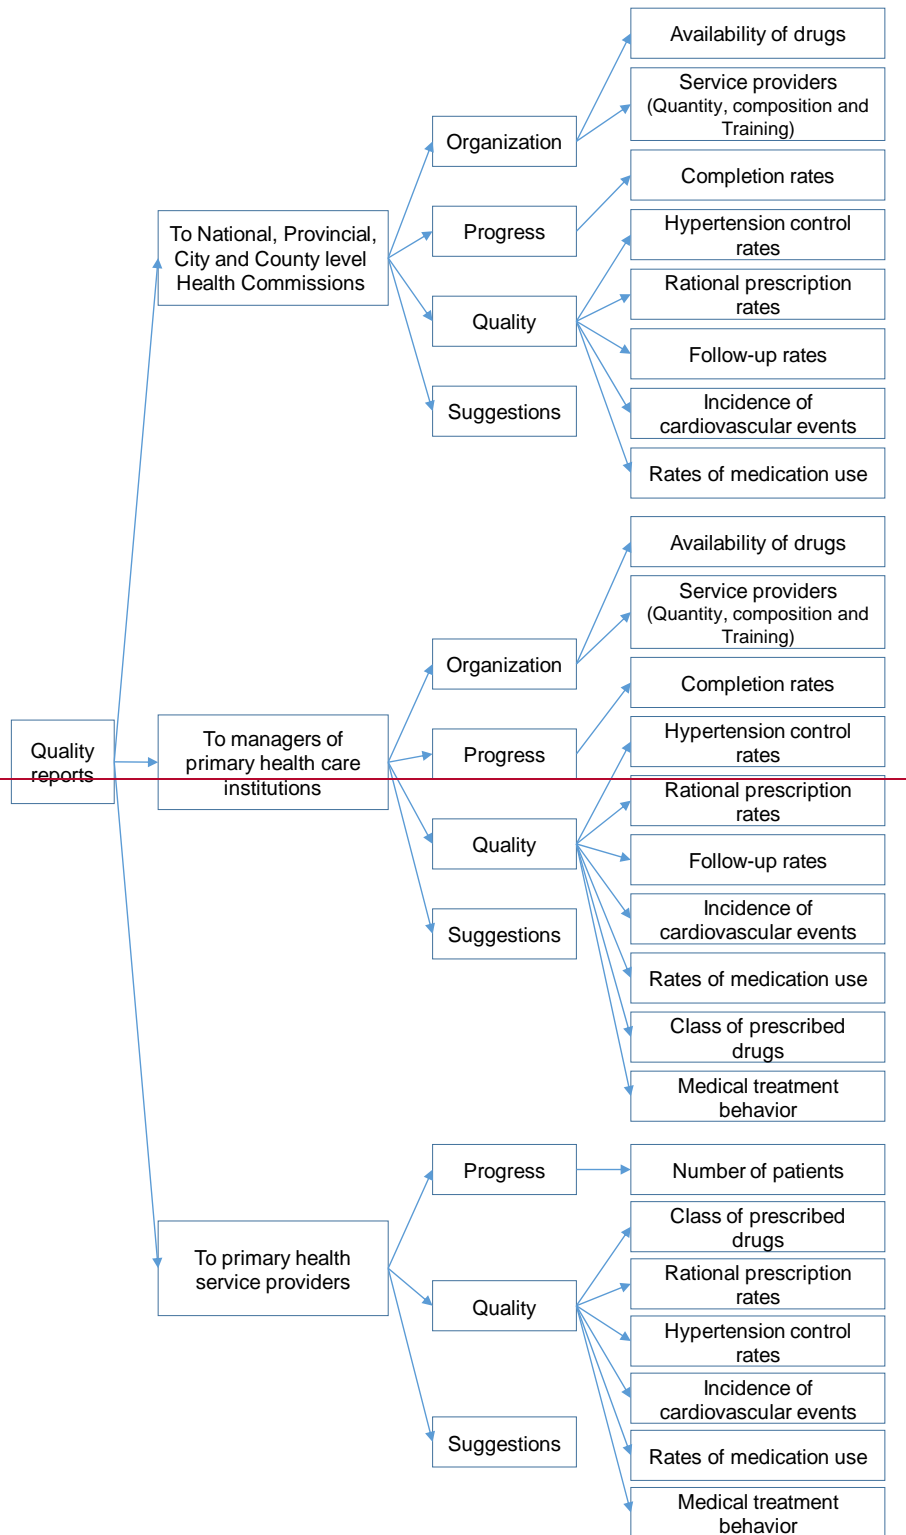 Quality
reports
To National, Provincial,
City and County level
Health Commissions
Organization
Availability of drugs
Service providers
(Quantity, composition and
Training)
Progress
Completion rates
Quality
Hypertension control
rates
Rational prescription
rates
Follow-up rates
Incidence of
cardiovascular events
Rates of medication use
Suggestions
To managers of
primary health care
institutions
Organization
Availability of drugs
Service providers
(Quantity, composition and
Training)
Progress
Completion rates
Quality
Hypertension control
rates
Rational prescription
rates
Follow-up rates
Incidence of
cardiovascular events
Rates of medication use
Class of prescribed
drugs
Medical treatment
behavior
Suggestions
To primary health
service providers
Progress
Number of patients
Quality
Class of prescribed
drugs
Rational prescription
rates
Hypertension control
rates
Incidence of
cardiovascular events
Rates of medication use
Medical treatment
behavior
Suggestions